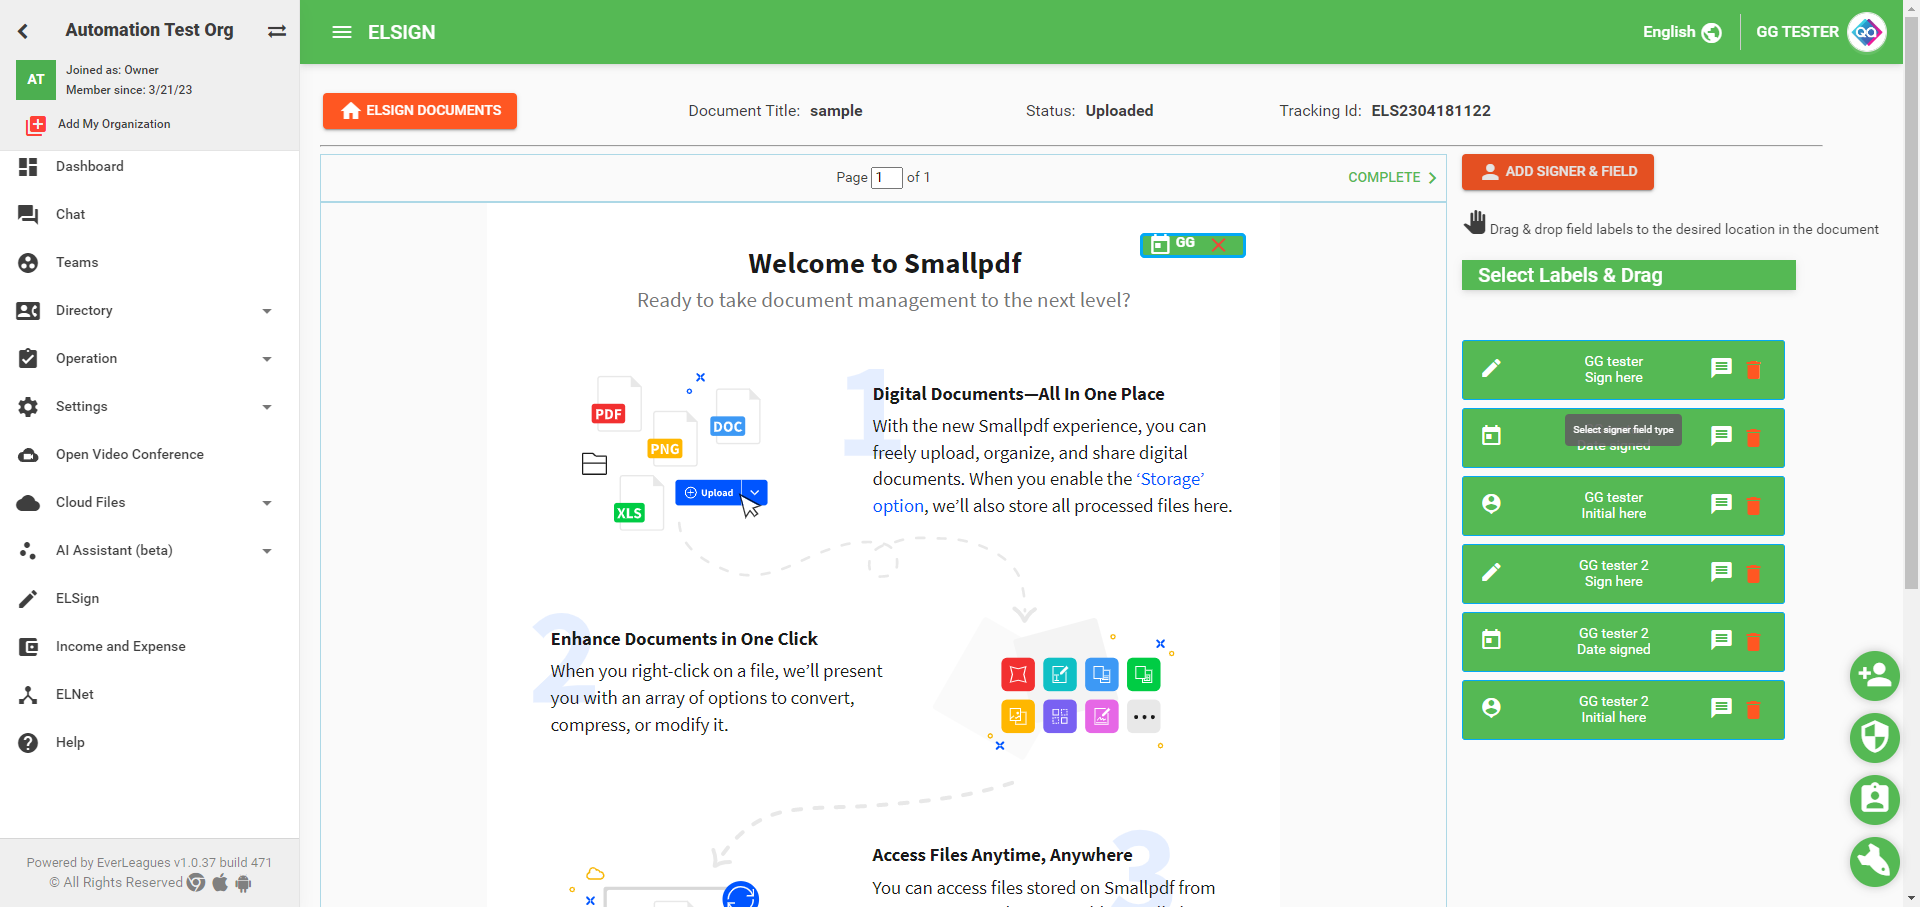 Automation Test Org
AT
Joined as: Owner
Member since: 3/21/23
Add My Organization
Dashboard
Chat
Teams
Directory
Operation
Settings
Open Video Conference
Cloud Files
AI Assistant (beta)
ELSign
Income and Expense
ELNet
Help
Powered by EverLeagues v1.0.37 build 471
© All Rights Reserved
ELSIGN
English
GG TESTER
ELSIGN DOCUMENTS
Document Title: sample
Status: Uploaded
Tracking Id: ELS2304181122
Page 1 of 1
COMPLETE
GG
Welcome to Smallpdf
Ready to take document management to the next level?
PDF
DOC
PNG
XLS
Upload
1
Digital Documents—All In One Place
With the new Smallpdf experience, you can
freely upload, organize, and share digital
documents. When you enable the ‘Storage’
option, we’ll also store all processed files here.
2
Enhance Documents in One Click
When you right-click on a file, we’ll present
you with an array of options to convert,
compress, or modify it.
3
Access Files Anytime, Anywhere
You can access files stored on Smallpdf from
ADD SIGNER & FIELD
Drag & drop field labels to the desired location in the document
Select Labels & Drag
GG tester
Sign here
Select signer field type
Date signed
GG tester
Initial here
GG tester 2
Sign here
GG tester 2
Date signed
GG tester 2
Initial here